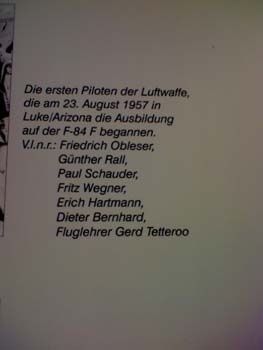 Die ersten Piloten der Luftwaffe,
die am 23. August 1957 in
Luke/Arizona die Ausbildung
auf der F-84 F begannen.
V.l.n.r.: Friedrich Obleser,
Günther Rall,
Paul Schauder,
Fritz Wegner,
Erich Hartmann,
Dieter Bernhard,
Fluglehrer Gerd Tetteroo